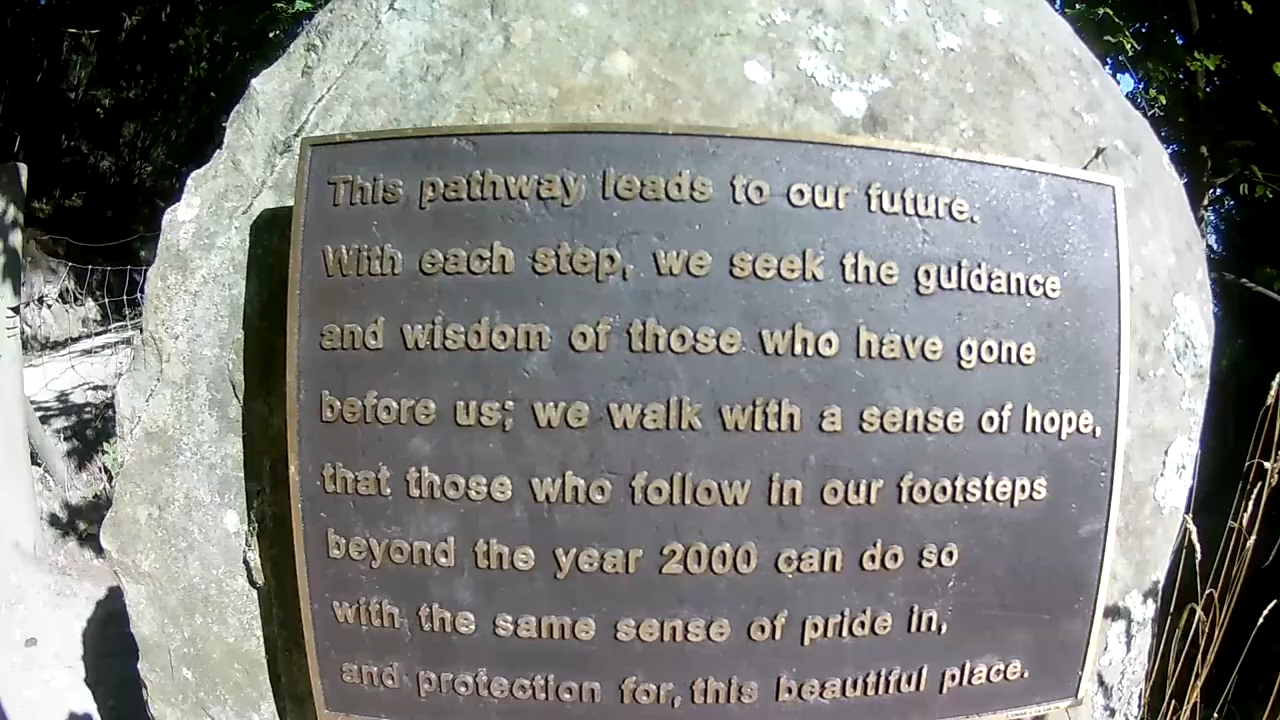 This pathway leads to our future.
With each step, we seek the guidance
and wisdom of those who have gone
before us; we walk with a sense of hope,
that those who follow in our footsteps
beyond the year 2000 can do so
with the same sense of pride in,
and protection for, this beautiful place.